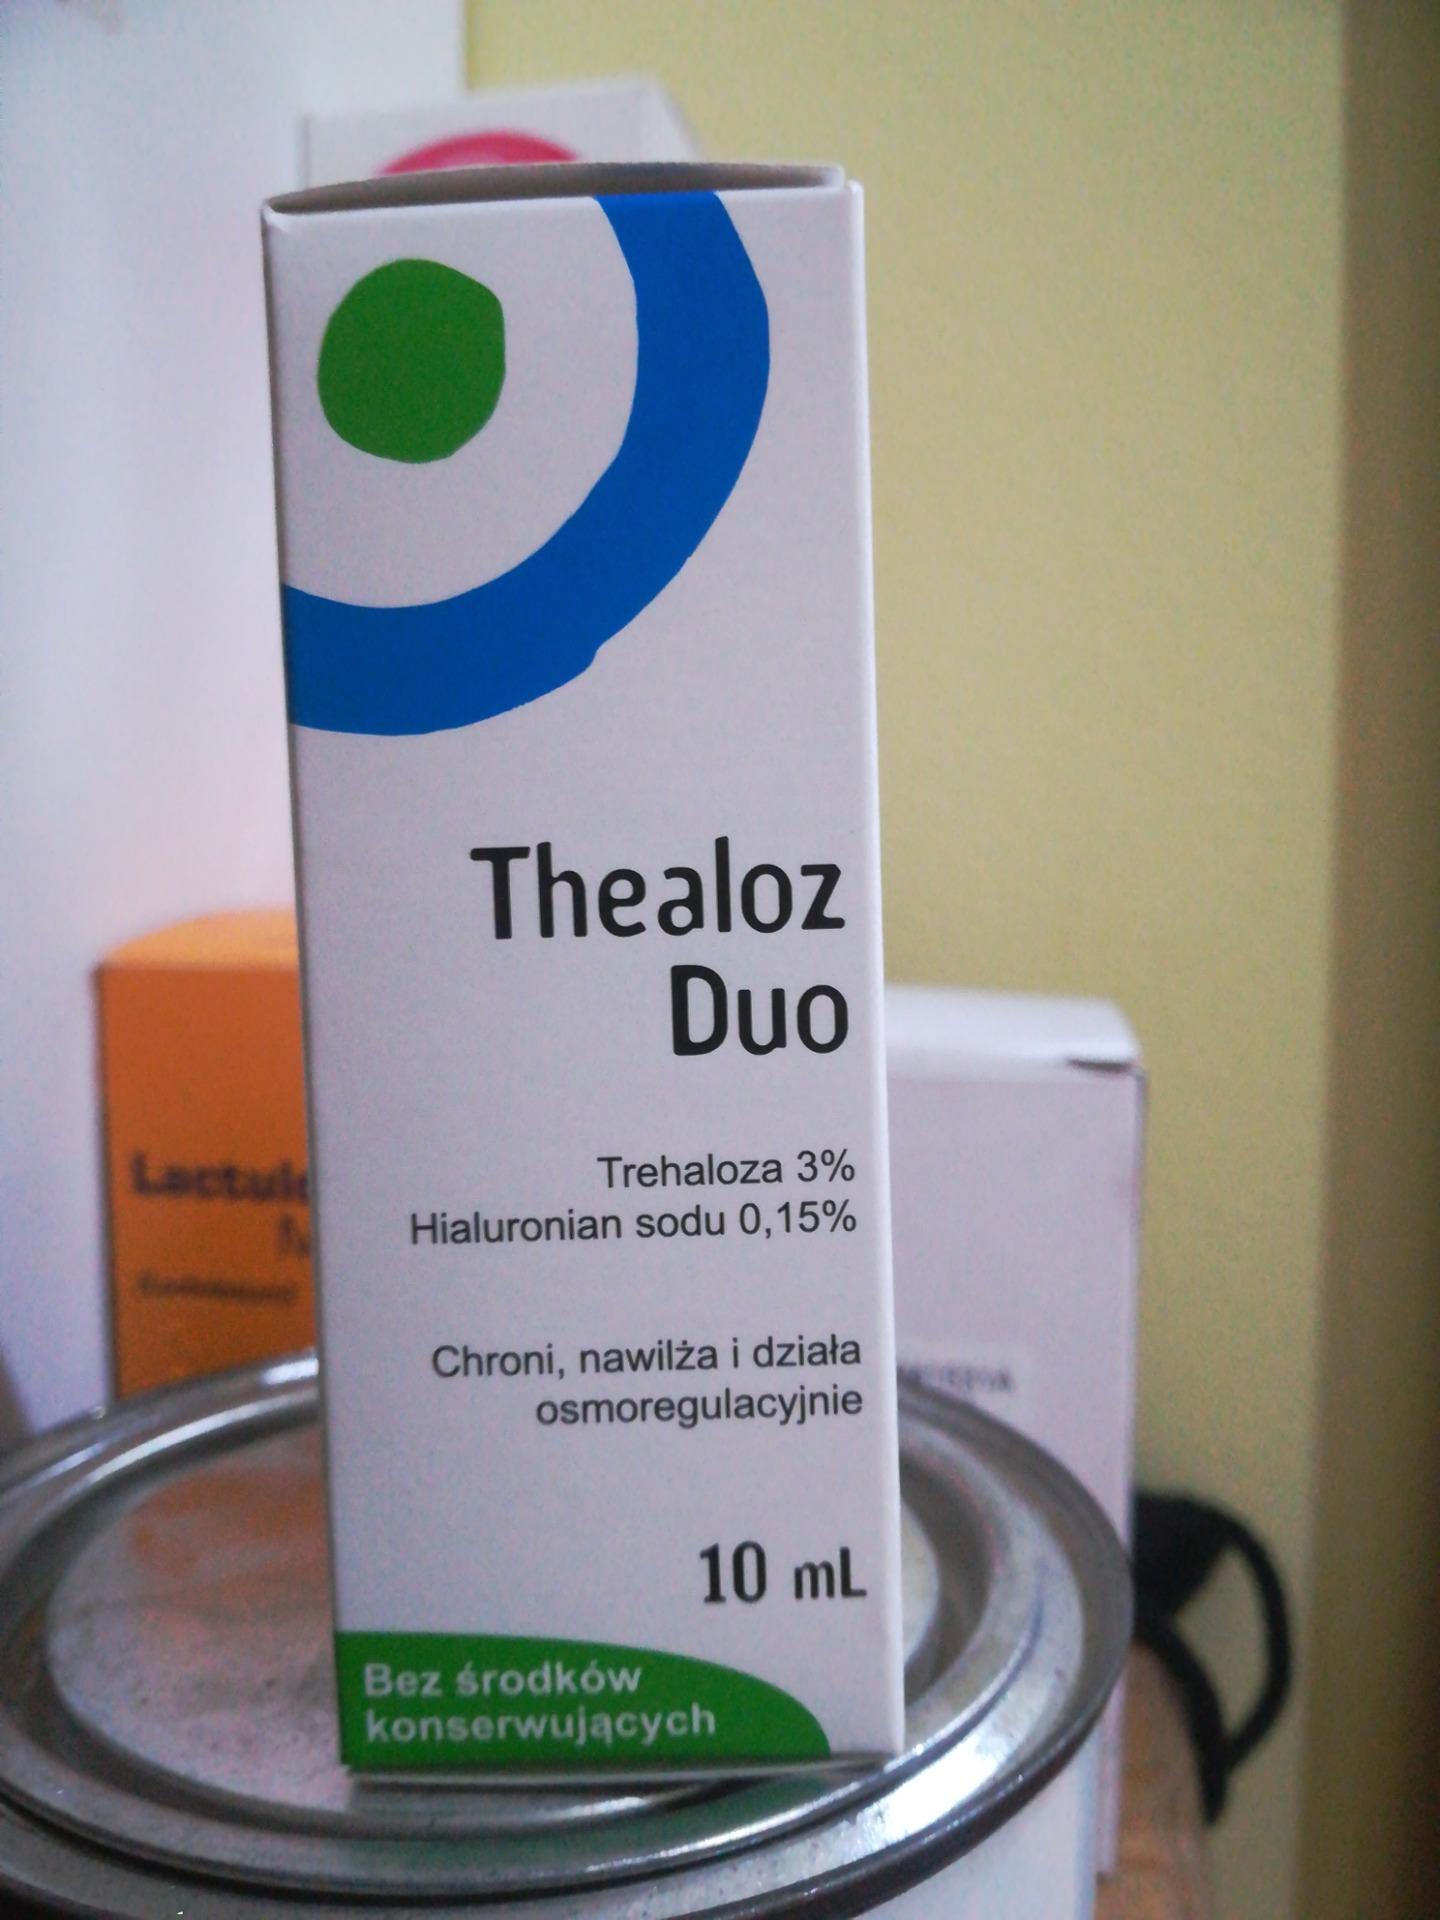 Thealoz
Duo
Trehaloza 3%
Hialuronian sodu 0,15%
Chroni, nawilża i działa
osmoregulacyjnie
10 mL
Bez środków
konserwujących